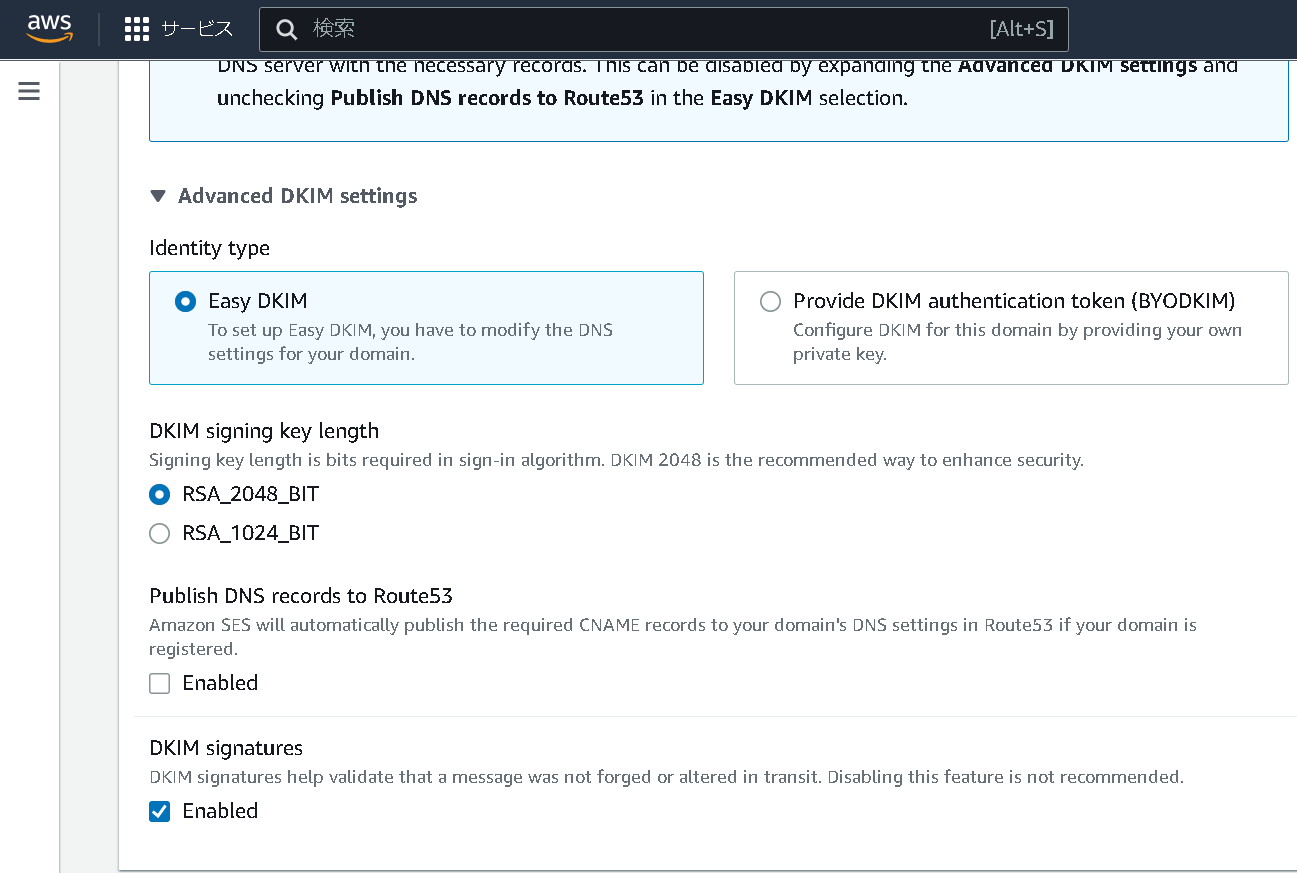 aws サービス 検索 [Alt+S]
DNS server with the necessary records. This can be disabled by expanding the Advanced DKIM settings and
unchecking Publish DNS records to Route53 in the Easy DKIM selection.
Advanced DKIM settings
Identity type
Easy DKIM
To set up Easy DKIM, you have to modify the DNS
settings for your domain.
Provide DKIM authentication token (BYODKIM)
Configure DKIM for this domain by providing your own
private key.
DKIM signing key length
Signing key length is bits required in sign-in algorithm. DKIM 2048 is the recommended way to enhance security.
RSA_2048_BIT
RSA_1024_BIT
Publish DNS records to Route53
Amazon SES will automatically publish the required CNAME records to your domain's DNS settings in Route53 if your domain is
registered.
Enabled
DKIM signatures
DKIM signatures help validate that a message was not forged or altered in transit. Disabling this feature is not recommended.
Enabled